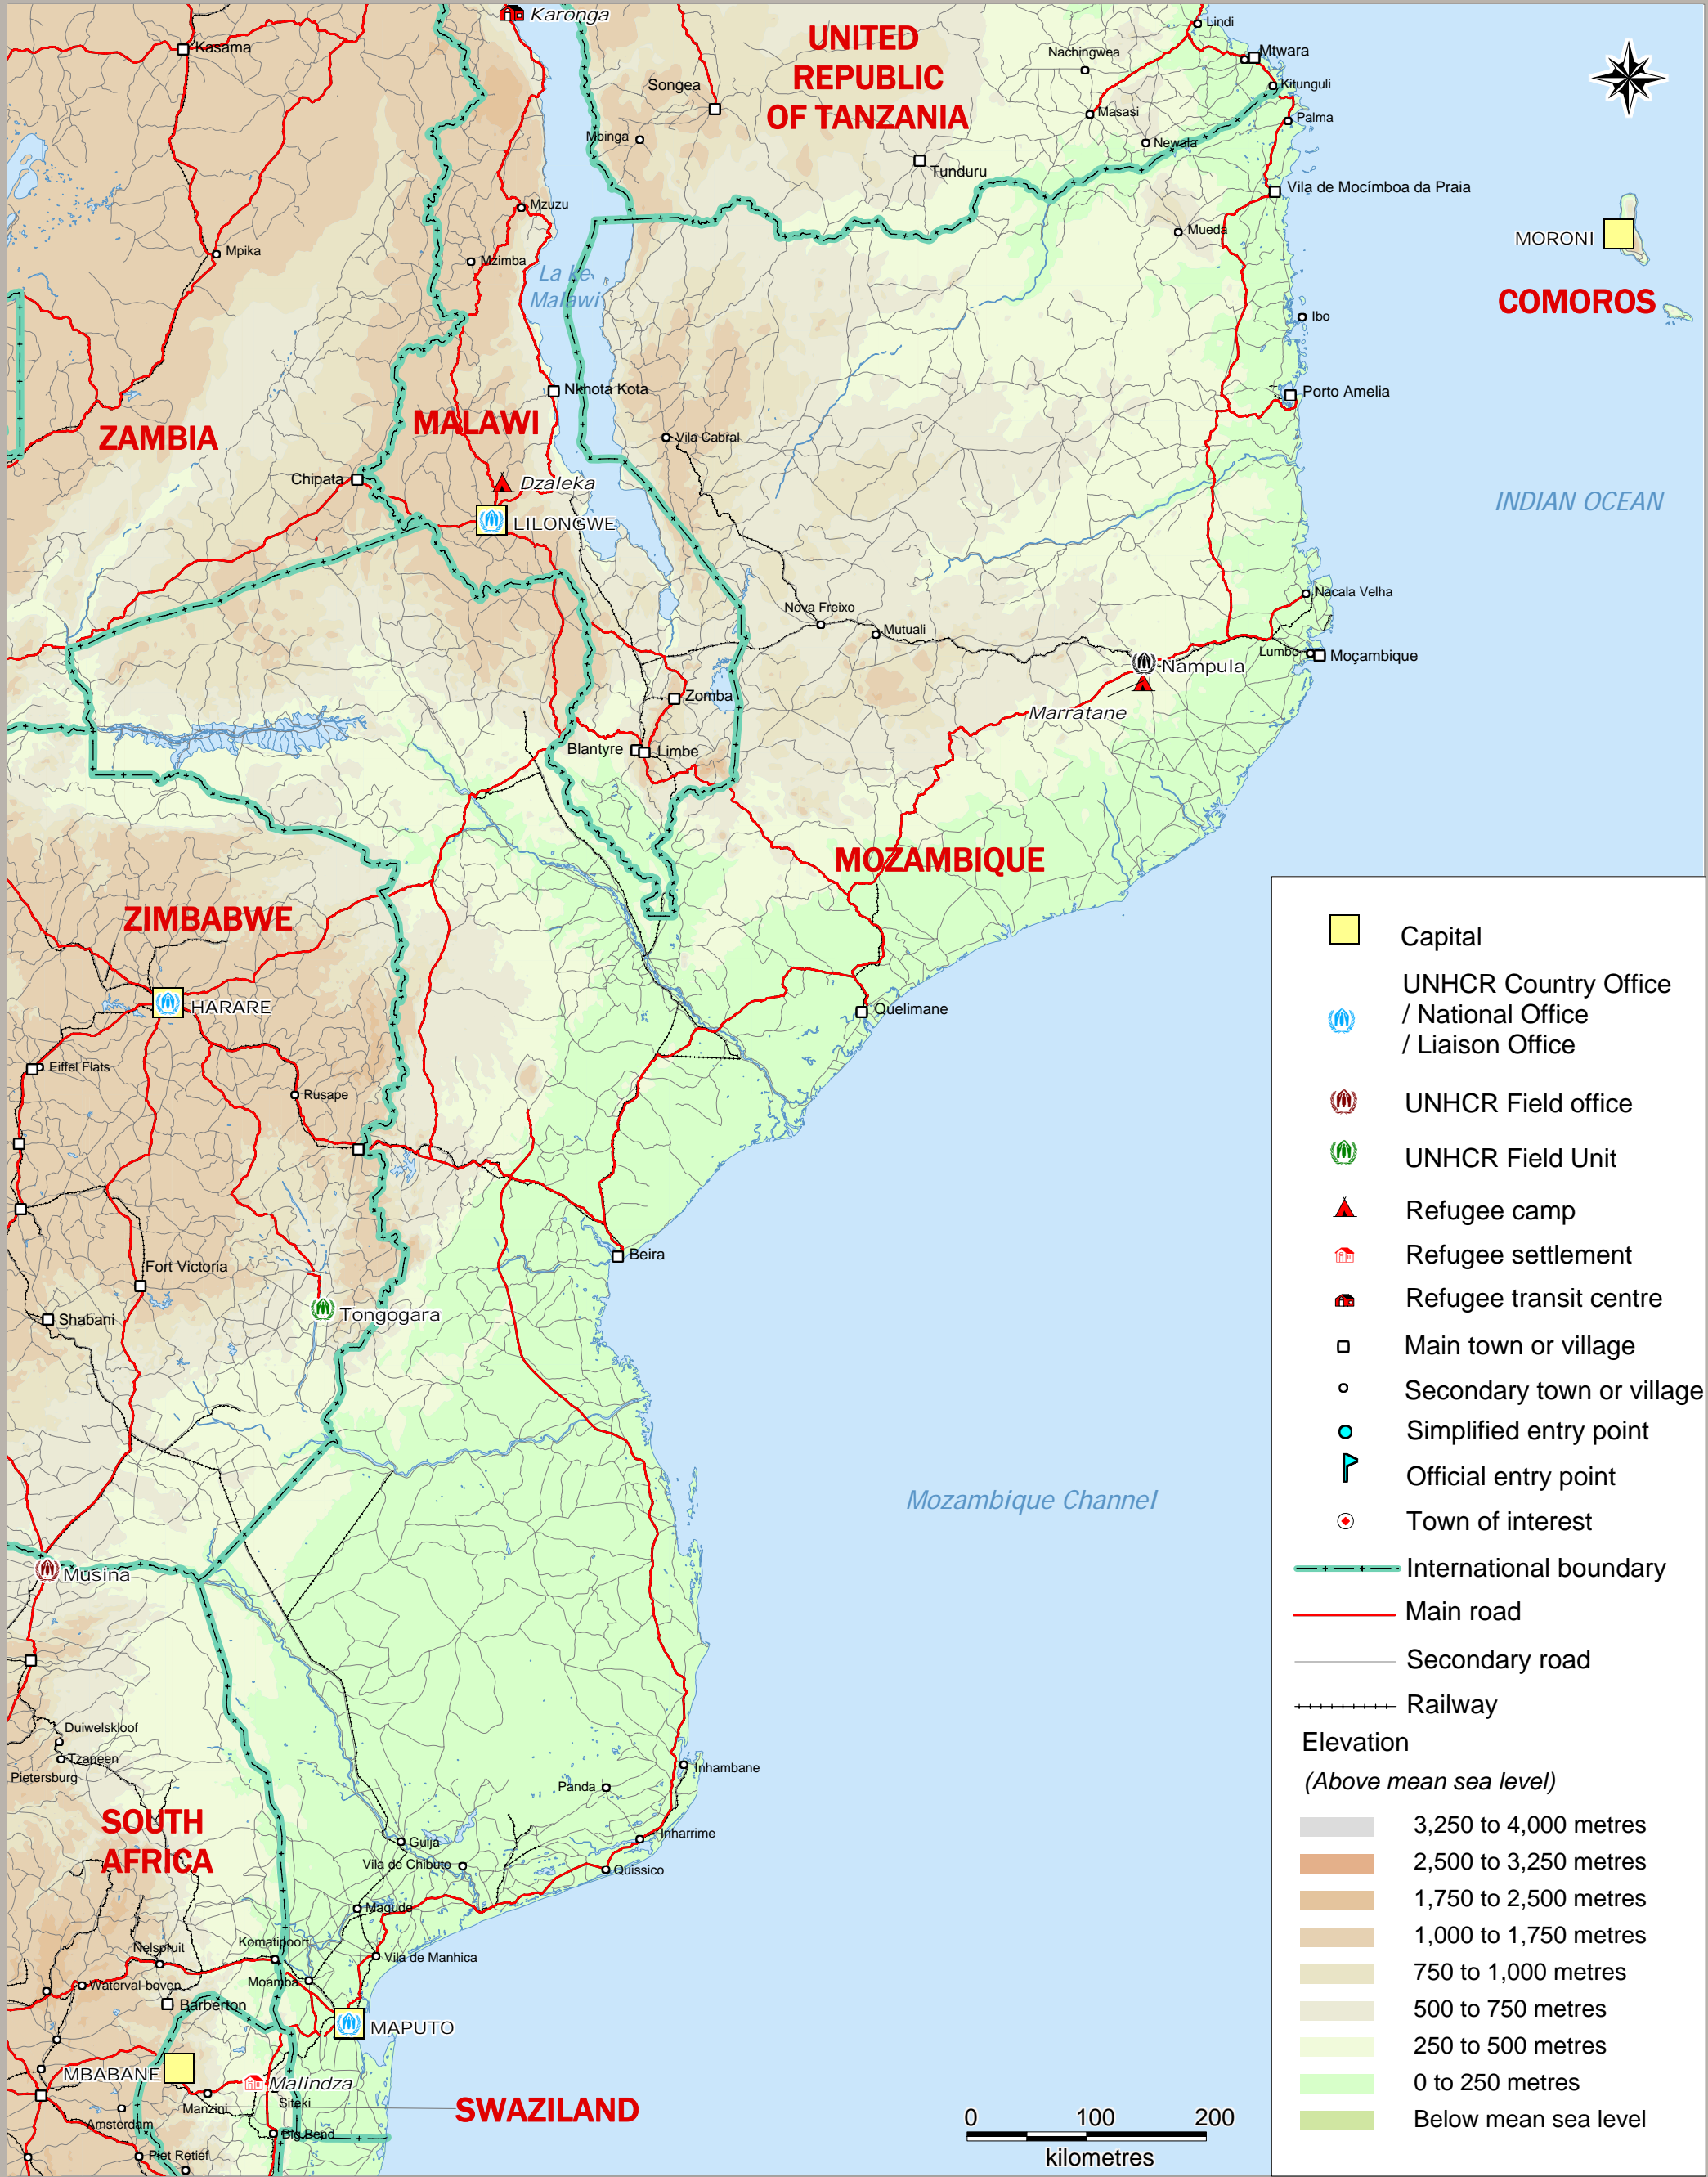 Karonga
Kasama
UNITED
REPUBLIC
OF TANZANIA
Lindi
Nachingwea
Mtwara
Songea
Kitunguli
Masasi
Palma
Mbinga
Newala
Tunduru
Vila de Mocímboa da Praia
Mzuzu
Mueda
MORONI
Mpika
Mzimba
La ke
Malawi
COMOROS
Ibo
Nkhota Kota
Porto Amelia
MALAWI
ZAMBIA
Vila Cabral
Chipata
Dzaleka
INDIAN OCEAN
LILONGWE
Nacala Velha
Nova Freixo
Mutuali
Lumbo
Moçambique
Nampula
Zomba
Marratane
Blantyre
Limbe
MOZAMBIQUE
ZIMBABWE
HARARE
Quelimane
Eiffel Flats
Rusape
Beira
Fort Victoria
Tongogara
Shabani
Mozambique Channel
Musina
Duiwelskloof
Tzaneen
Pietersburg
Inhambane
Panda
SOUTH
AFRICA
Inharrime
Guijá
Vila de Chibuto
Quissico
Magude
Komatipoort
Nelspruit
Vila de Manhica
Moamba
Waterval-boven
Barberton
MAPUTO
MBABANE
Malindza
Siteki
Manzini
SWAZILAND
Amsterdam
Big Bend
Piet Retief
0 100 200
kilometres
Capital
UNHCR Country Office
/ National Office
/ Liaison Office
UNHCR Field office
UNHCR Field Unit
Refugee camp
Refugee settlement
Refugee transit centre
Main town or village
Secondary town or village
Simplified entry point
Official entry point
Town of interest
International boundary
Main road
Secondary road
Railway
Elevation
(Above mean sea level)
3,250 to 4,000 metres
2,500 to 3,250 metres
1,750 to 2,500 metres
1,000 to 1,750 metres
750 to 1,000 metres
500 to 750 metres
250 to 500 metres
0 to 250 metres
Below mean sea level